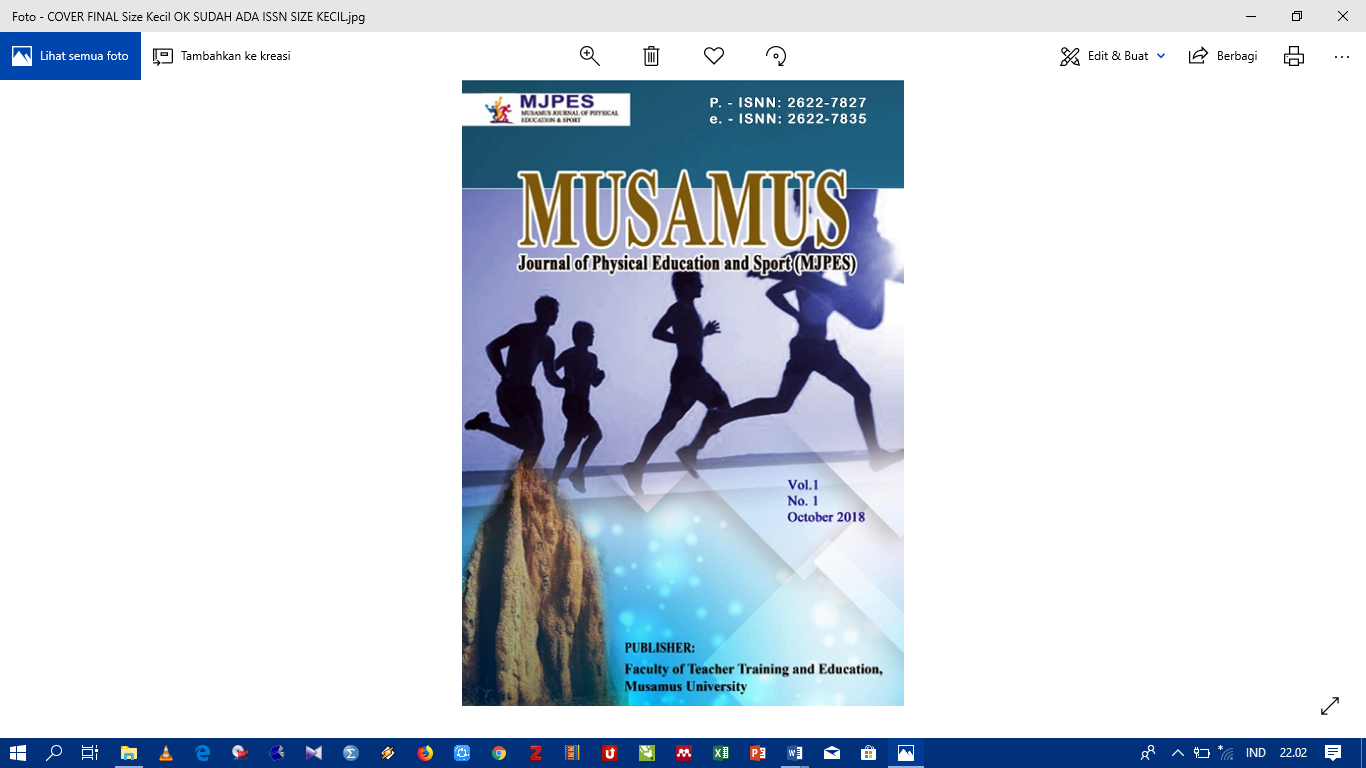 Foto - COVER FINAL Size Kecil OK SUDAH ADA ISSN SIZE KECIL.jpg
Lihat semua foto
Tambahkan ke kreasi
Edit & Buat
Berbagi
MJPES
MUSAMUS JOURNAL OF PHYSICAL
EDUCATION & SPORT
P. - ISNN: 2622-7827
e. - ISNN: 2622-7835
MUSAMUS
Journal of Physical Education and Sport (MJPES)
Vol.1
No. 1
October 2018
PUBLISHER:
Faculty of Teacher Training and Education,
Musamus University
IND
22.02